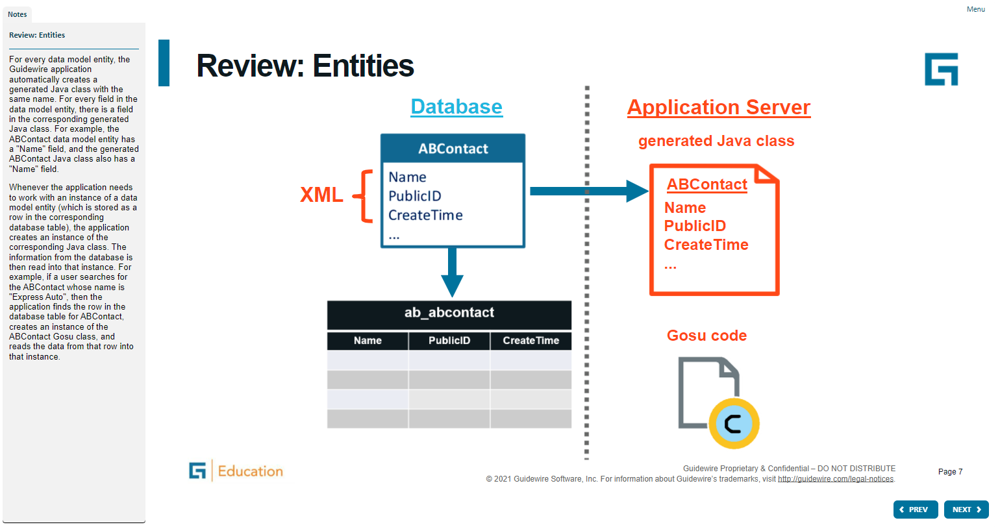 Notes
Menu
Review: Entities
For every data model entity, the
Guidewire application
automatically creates a
generated Java class with the
same name. For every field in the
data model entity, there is a field
in the corresponding generated
Java class. For example, the
ABContact data model entity has
a "Name" field, and the generated
ABContact Java class also has a
"Name" field.
Whenever the application needs
to work with an instance of a data
model entity (which is stored as a
row in the corresponding
database table), the application
creates an instance of the
corresponding Java class. The
information from the database is
then read into that instance. For
example, if a user searches for
the ABContact whose name is
"Express Auto", then the
application finds the row in the
database table for ABContact,
creates an instance of the
ABContact Gosu class, and
reads the data from that row into
that instance.
Review: Entities
Database
ABContact
XML
Name
PublicID
CreateTime
...
ab_abcontact
Name PublicID CreateTime
Application Server
generated Java class
ABContact
Name
PublicID
CreateTime
...
Gosu code
C
Education
Guidewire Proprietary & Confidential – DO NOT DISTRIBUTE
© 2021 Guidewire Software, Inc. For information about Guidewire's trademarks, visit http://guidewire.com/legal-notices.
Page 7
PREV
NEXT